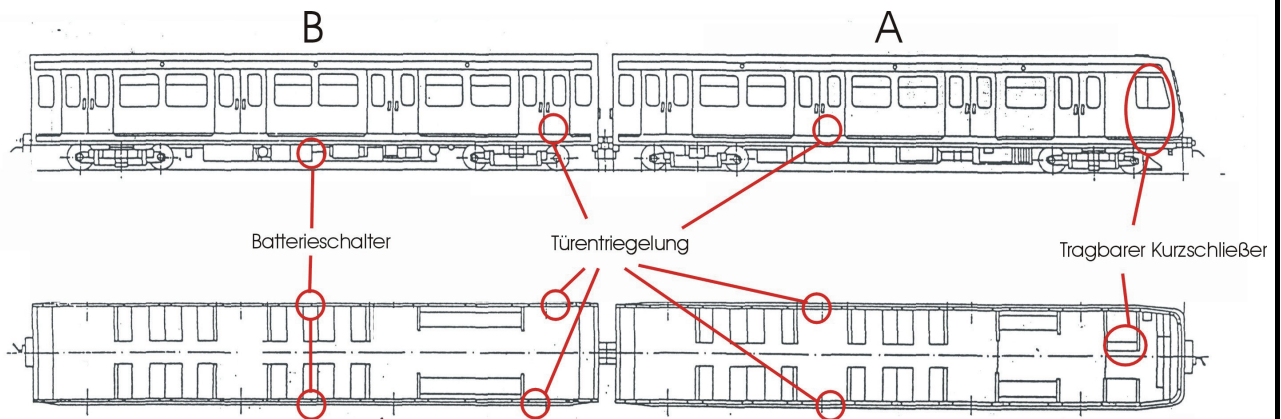 B
A
Batterieschalter
Türentriegelung
Tragbarer Kurzschließer